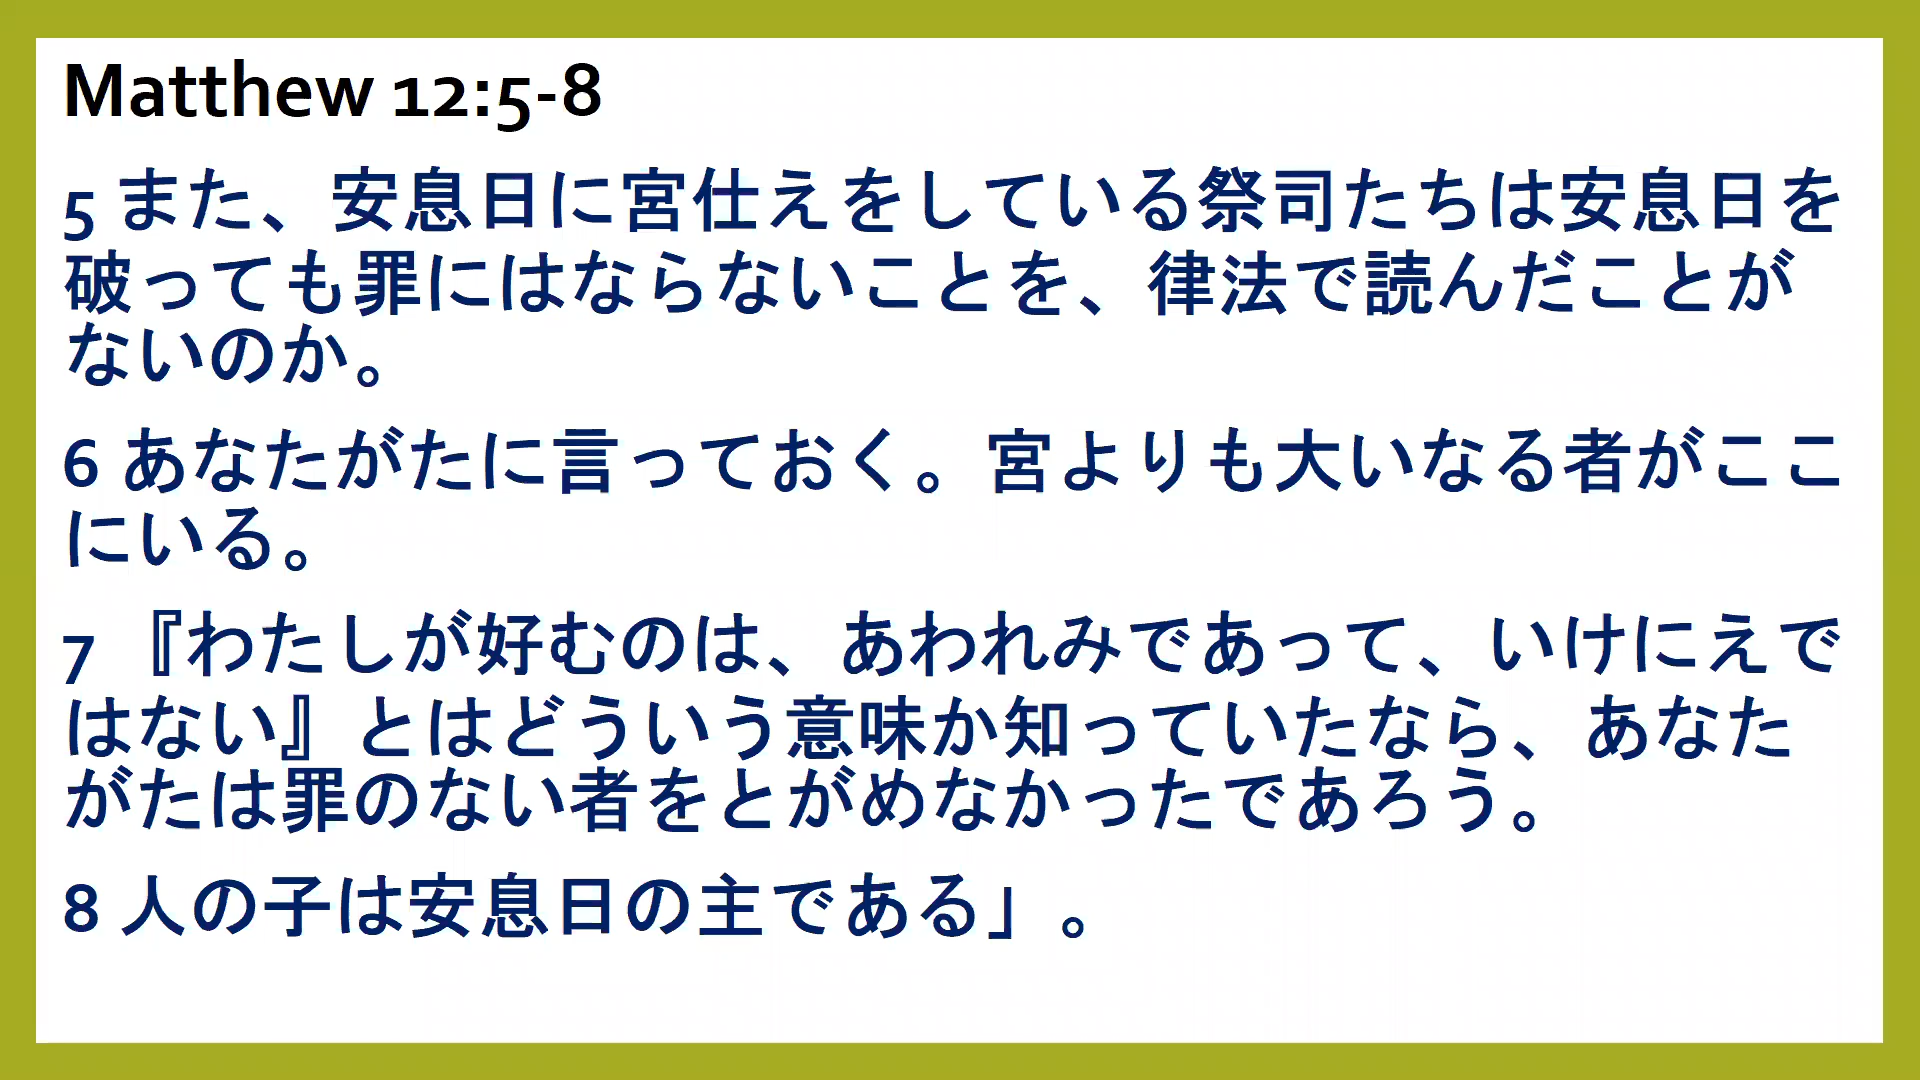 Matthew 12:5-8
5 また、安息日に宮仕えをしている祭司たちは安息日を
破っても罪にはならないことを、律法で読んだことが
ないのか。
6 あなたがたに言っておく。宮よりも大いなる者がここ
にいる。
7 『わたしが好むのは、あわれみであって、いけにえで
はない』とはどういう意味か知っていたなら、あなた
がたは罪のない者をとがめなかったであろう。
8 人の子は安息日の主である」。